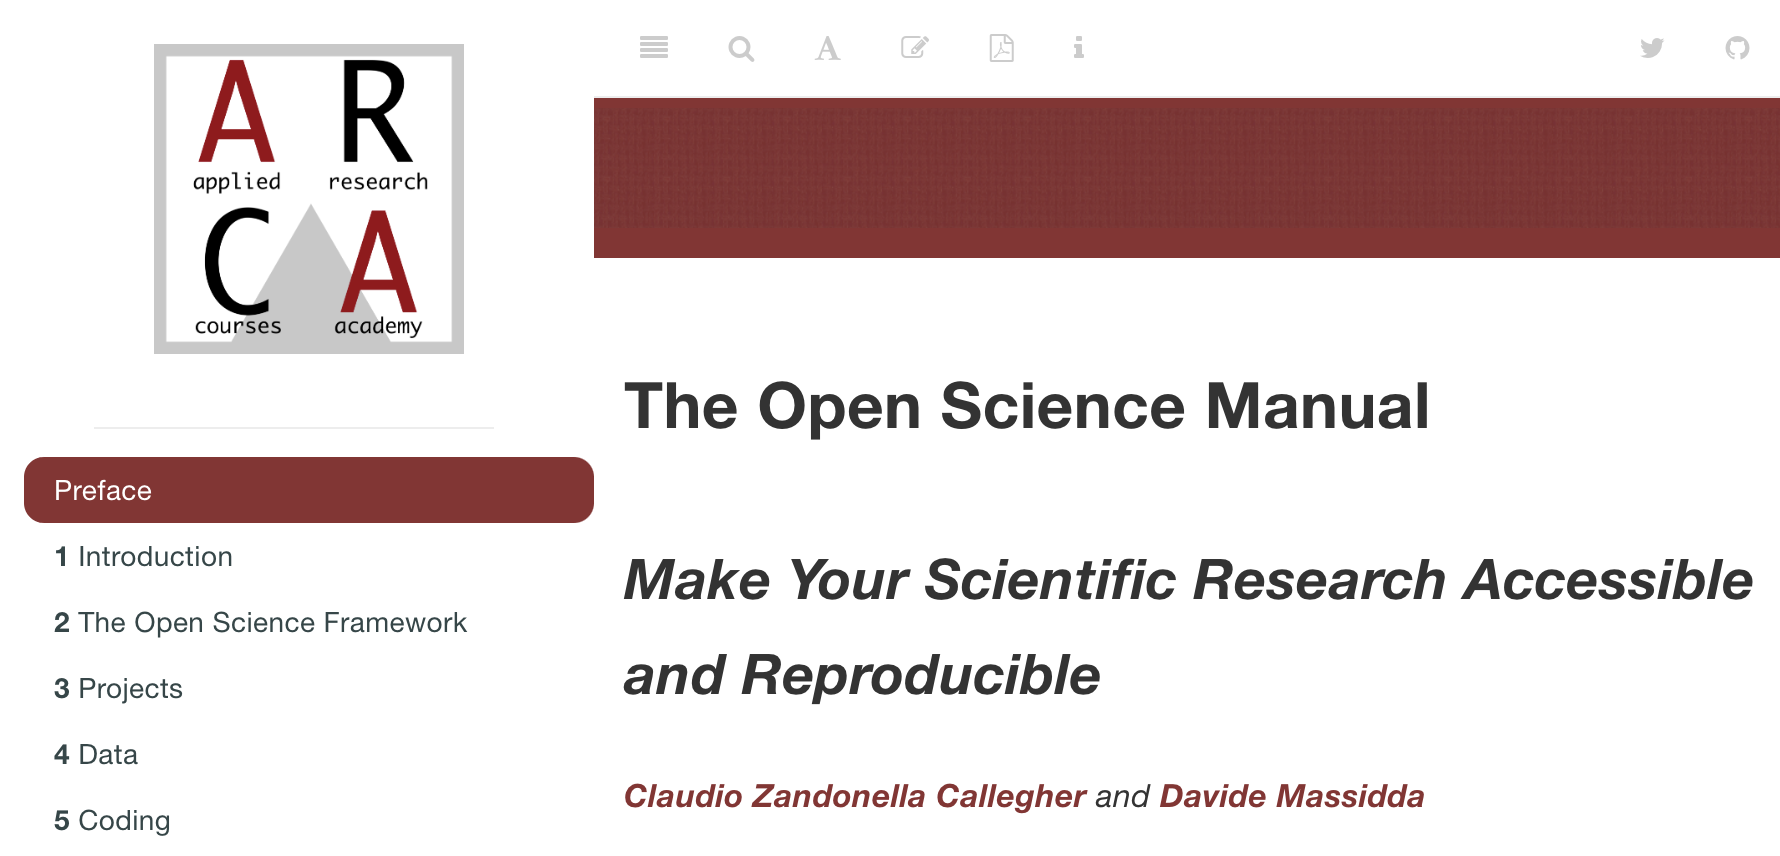 A R
applied research
C A
courses academy
Preface
1 Introduction
2 The Open Science Framework
3 Projects
4 Data
5 Coding
A i
The Open Science Manual
Make Your Scientific Research Accessible
and Reproducible
Claudio Zandonella Callegher and Davide Massidda